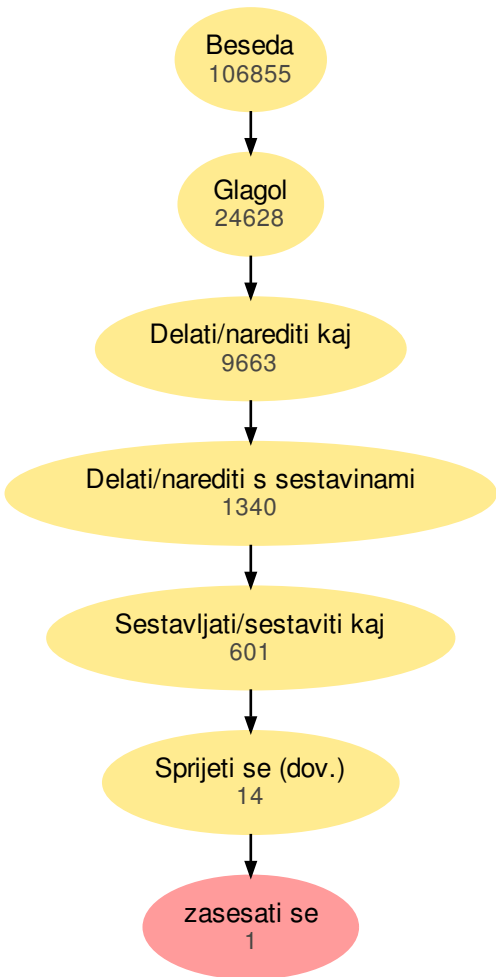 Beseda
106855
Glagol
24628
Delati/narediti kaj
9663
Delati/narediti s sestavinami
1340
Sestavljati/sestaviti kaj
601
Sprijeti se (dov.)
14
zasesati se
1